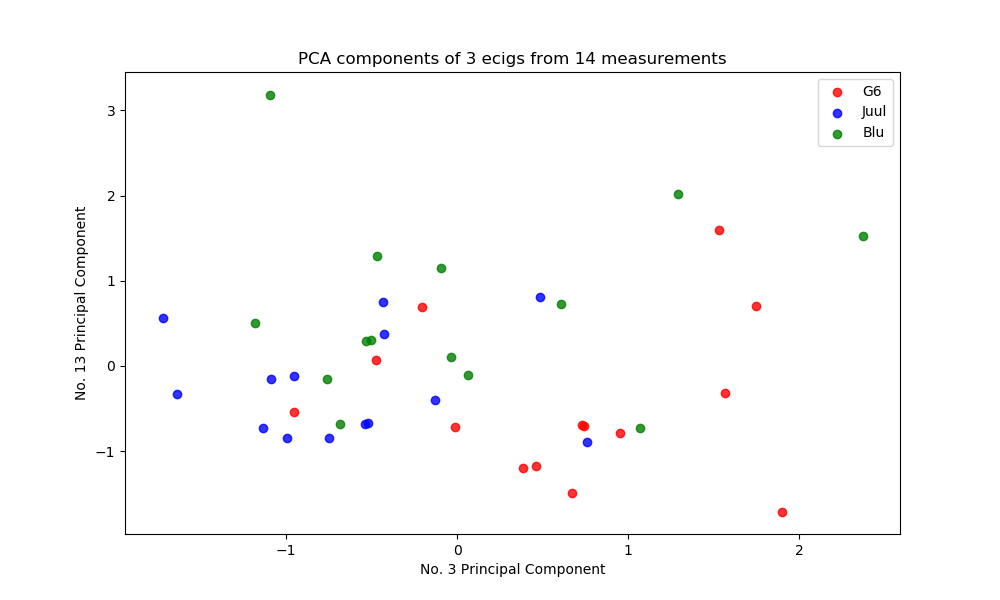 PCA components of 3 ecigs from 14 measurements
G6
Juul
Blu
3
2
1
0
−1
No. 13 Principal Component
−1
0
1
2
No. 3 Principal Component